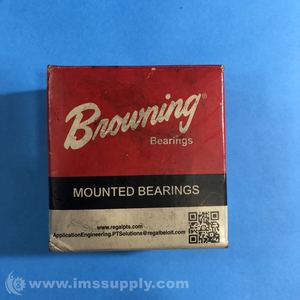 Browning®
Bearings
MOUNTED BEARINGS
www.regalpts.com
ApplicationEngineering.PTSolutions@regalbeloit.com
© www.imssupply.com